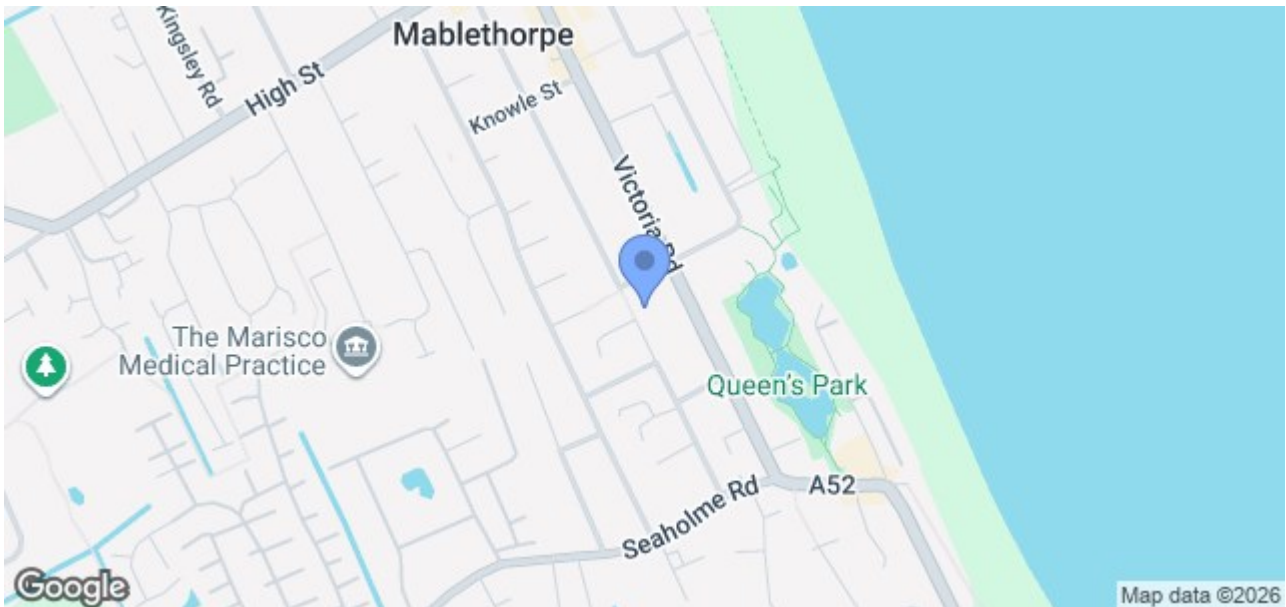 Mablethorpe
Kingsley Rd
High St
Knowle St
Victoria Rd
The Marisco
Medical Practice
Queen's Park
A52
Seaholme Rd
Google
Map data ©2026